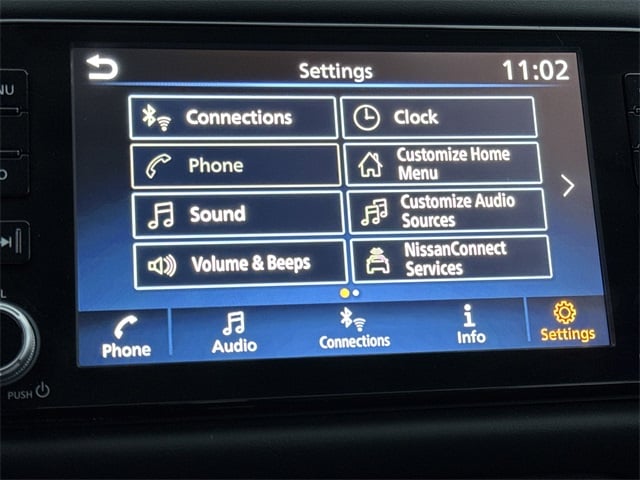 Settings
11:02
Connections
Clock
Phone
Customize Home
Menu
Sound
Customize Audio
Sources
Volume & Beeps
NissanConnect
Services
Phone
Audio
Connections
Info
Settings
PUSH